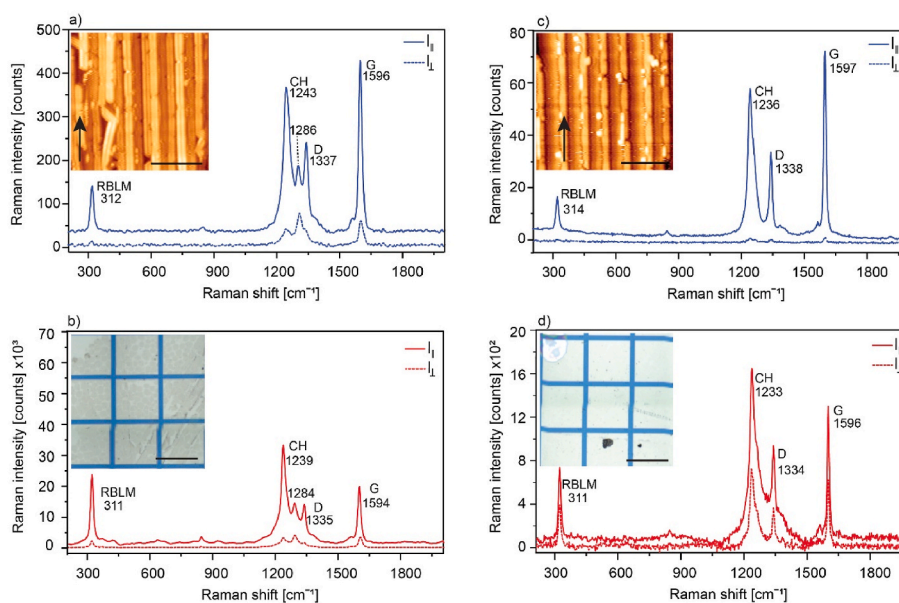 a)
Raman intensity [counts]
500
400
300
200
100
0
RBLM
312
CH
1243
1286
D
1337
G
1596
I∥
I⊥
300 600 900 1200 1500 1800
Raman shift [cm⁻¹]
c)
Raman intensity [counts]
80
60
40
20
0
RBLM
314
CH
1236
D
1338
G
1597
I∥
I⊥
300 600 900 1200 1500 1800
Raman shift [cm⁻¹]
b)
Raman intensity [counts] x10³
70
60
50
40
30
20
10
0
RBLM
311
CH
1239
1284
D
1335
G
1594
I∥
I⊥
300 600 900 1200 1500 1800
Raman shift [cm⁻¹]
d)
Raman intensity [counts] x10²
20
16
12
8
4
0
RBLM
311
CH
1233
D
1334
G
1596
300 600 900 1200 1500 1800
Raman shift [cm⁻¹]